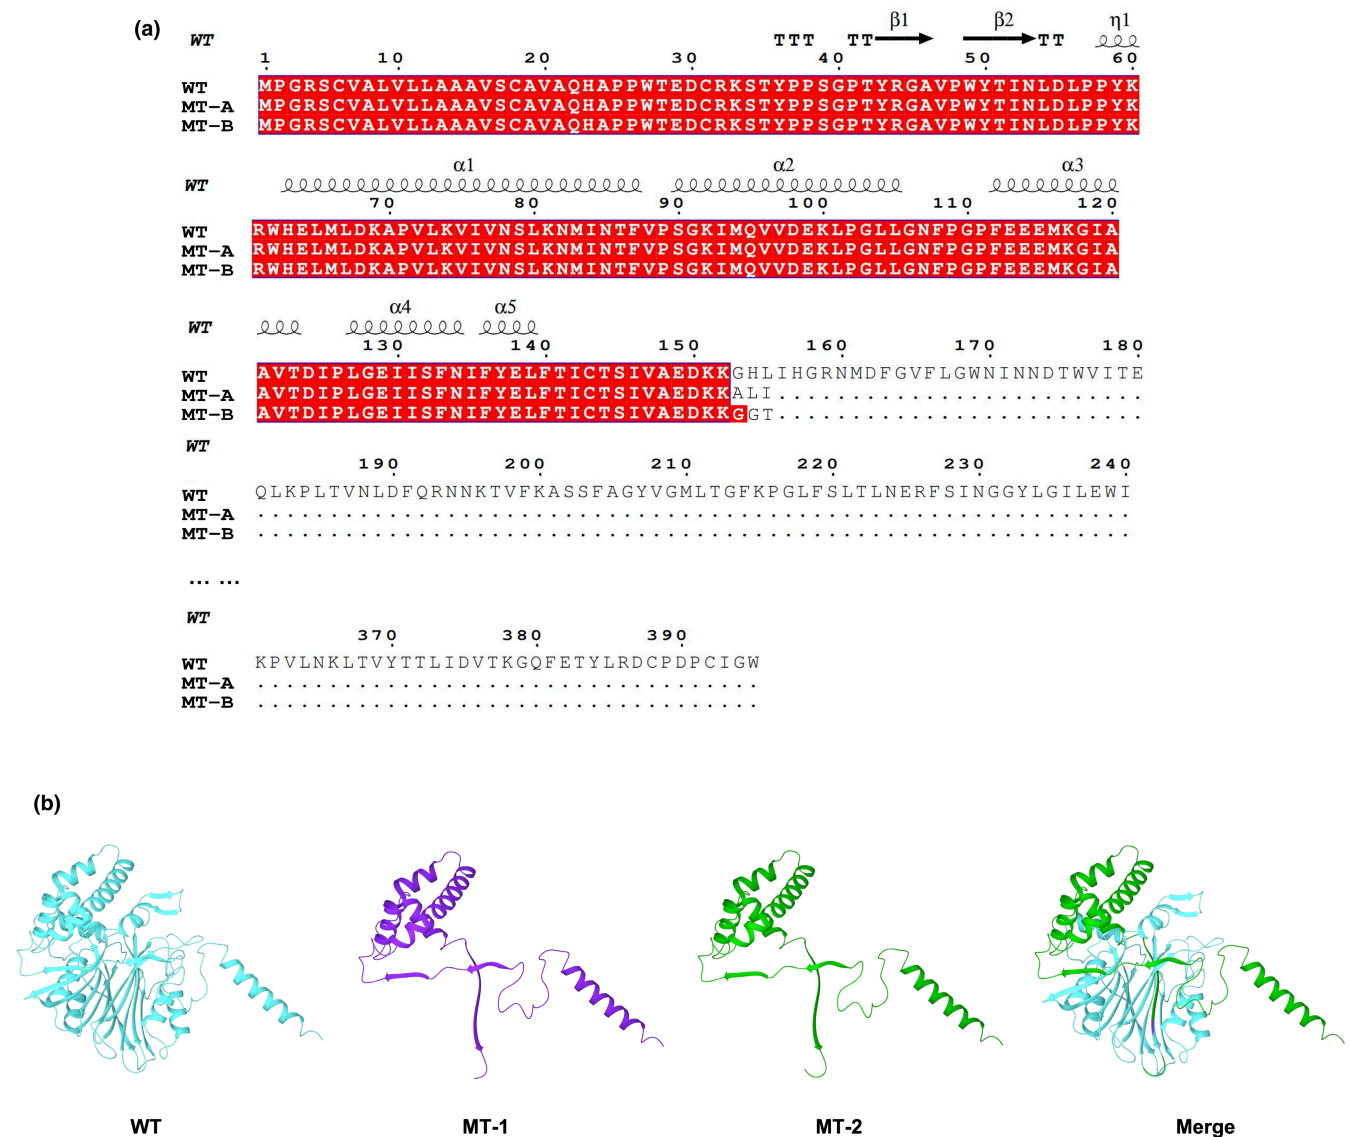 (a)
WT TTT TT β1 β2 TT η1
1 10 20 30 40 50 60
WT MPGRSCVALVLLAAAVSCAVAQHAPPWTEDCRKSTYPPSGPTYRGAVPWYTINLDLPPYK
MT–A MPGRSCVALVLLAAAVSCAVAQHAPPWTEDCRKSTYPPSGPTYRGAVPWYTINLDLPPYK
MT–B MPGRSCVALVLLAAAVSCAVAQHAPPWTEDCRKSTYPPSGPTYRGAVPWYTINLDLPPYK
WT α1 α2 α3
70 80 90 100 110 120
WT RWHELMLDKAPVLKVIVNSLKNMINTFVPSGKIMQVVDEKLPGLLGNFPGPFEEEMKGIA
MT–A RWHELMLDKAPVLKVIVNSLKNMINTFVPSGKIMQVVDEKLPGLLGNFPGPFEEEMKGIA
MT–B RWHELMLDKAPVLKVIVNSLKNMINTFVPSGKIMQVVDEKLPGLLGNFPGPFEEEMKGIA
WT α4 α5
130 140 150 160 170 180
WT AVTDIPLGEIISFNIFYELFTICTSIVAEDKKGHLIHGRNMDFGVFLGWNINNDTWVITE
MT–A AVTDIPLGEIISFNIFYELFTICTSIVAEDKKALI.........................
MT–B AVTDIPLGEIISFNIFYELFTICTSIVAEDKKGGT.........................
WT
190 200 210 220 230 240
WT QLKPLTVNLDFQRNNKTVFKASSFAGYVGMLTGFKPGLFSLTLNERFSINGGYLGILEWI
MT–A ............................................................
MT–B ............................................................
... ...
WT
370 380 390
WT KPVLNKLTVYTTLIDVTKGQFETYLRDCPDPCIGW
MT–A ...................................
MT–B ...................................
(b)
WT MT-1 MT-2 Merge